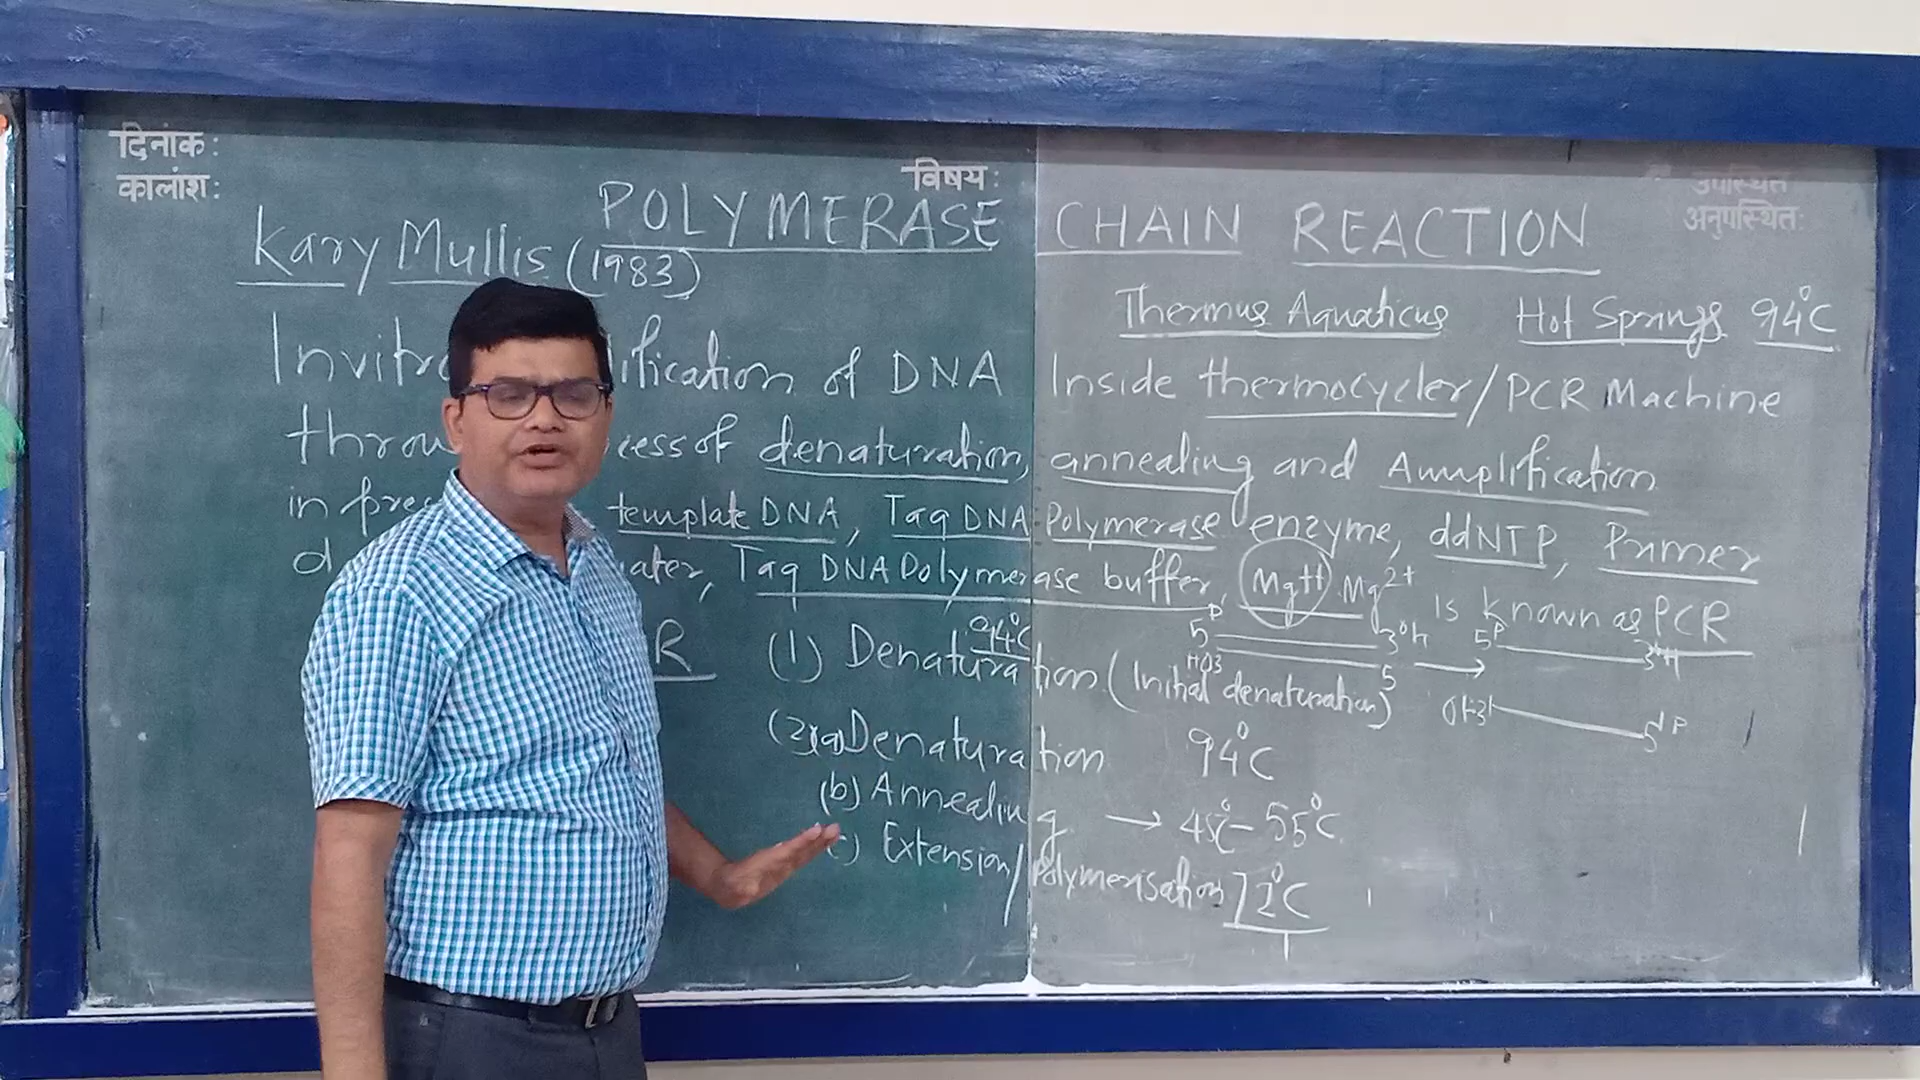 दिनांक :
कालांश :
विषय :
उपस्थित
अनुपस्थित:
POLYMERASE CHAIN REACTION
Kary Mullis (1983)
Thermus Aquaticus Hot Springs 94°C
Invitro ification of DNA Inside thermocycler/PCR Machine
throu cess of denaturation, annealing and Amplification
in pre template DNA, Taq DNA Polymerase enzyme, ddNTP, Primer
d ater, Taq DNA Polymerase buffer, Mg++ Mg2+ is known as PCR
R (1) Denaturation (Initial denaturation)
94°C
5P 3OH
HO3 5
5P 3OH
OH3 5P
(2)(a) Denaturation 94°C
(b) Annealing → 45°C - 55°C
(c) Extension/Polymerisation 72°C